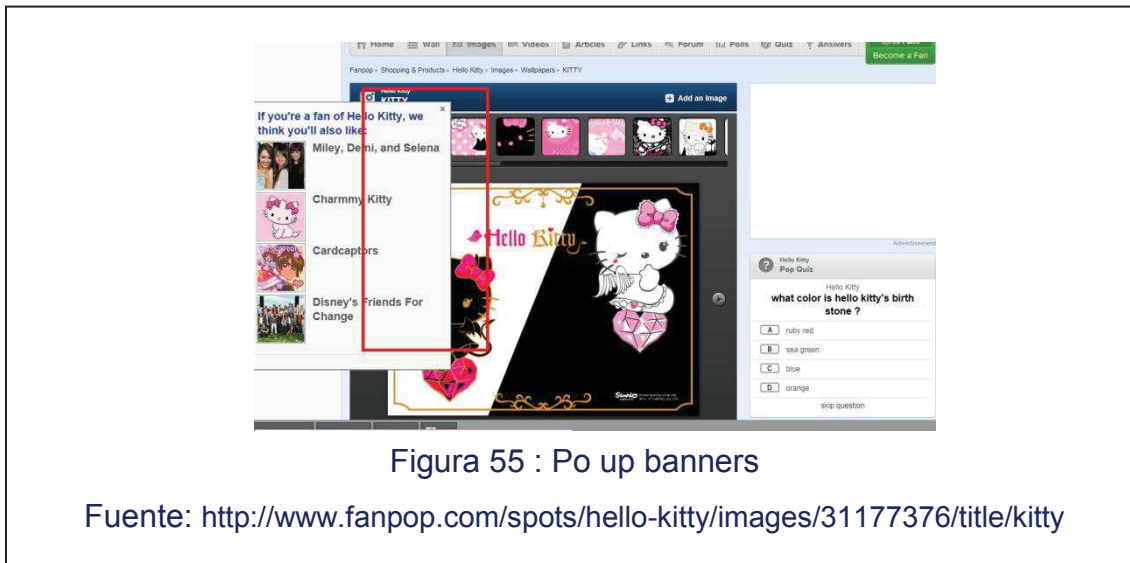 Home Wall Images Videos Articles Links Forum Polls Quiz Answers
Become a Fan
Fanpop › Shopping & Products › Hello Kitty › Images › Wallpapers › KITTY
Hello Kitty
KITTY
Add an Image
If you're a fan of Hello Kitty, we
think you'll also like:
×
Miley, Demi, and Selena
Charmmy Kitty
Cardcaptors
Disney's Friends For
Change
Hello Kitty
Sanrio
Advertisement
?
Hello Kitty
Pop Quiz
Hello Kitty
what color is hello kitty's birth
stone ?
A ruby red
B sea green
C blue
D orange
skip question
Figura 55 : Po up banners
Fuente: http://www.fanpop.com/spots/hello-kitty/images/31177376/title/kitty